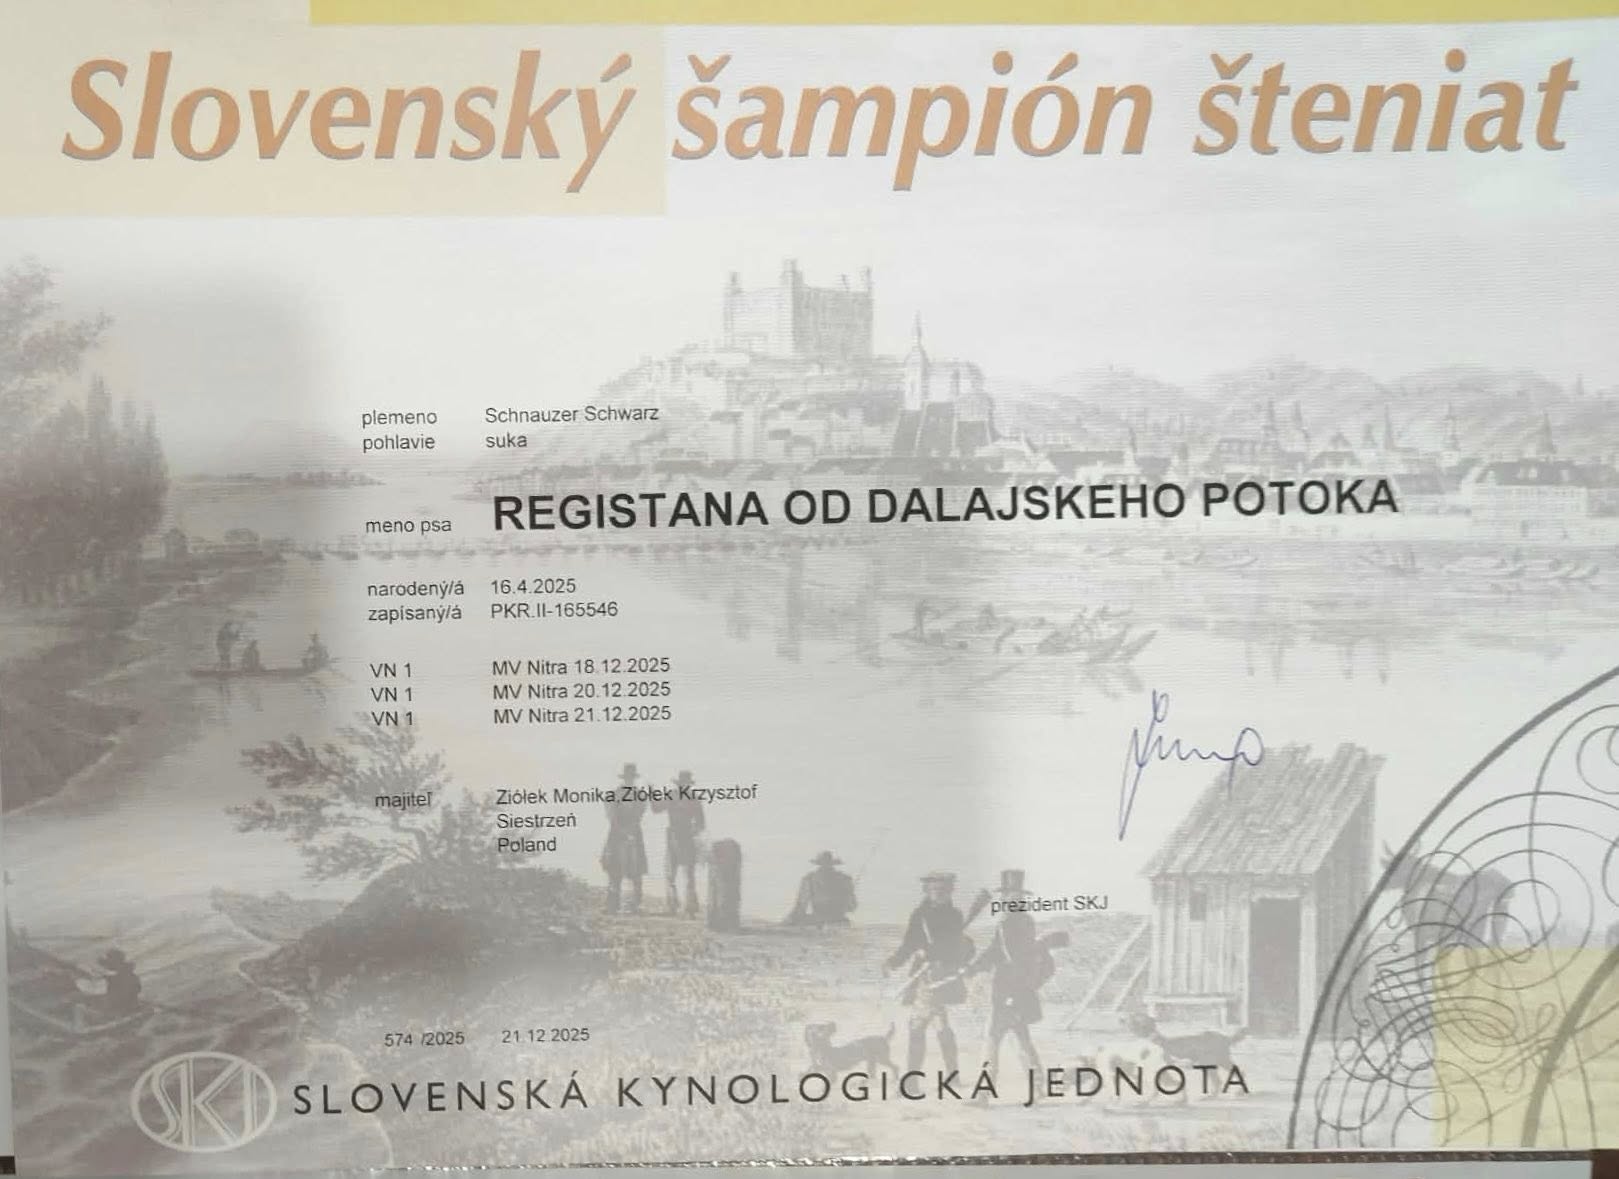 Slovenský šampión šteniat
plemeno Schnauzer Schwarz
pohlavie suka
meno psa REGISTANA OD DALAJSKEHO POTOKA
narodený/á 16.4.2025
zapísaný/á PKR.II-165546
VN 1 MV Nitra 18.12.2025
VN 1 MV Nitra 20.12.2025
VN 1 MV Nitra 21.12.2025
majiteľ Ziółek Monika,Ziółek Krzysztof
Siestrzeń
Poland
prezident SKJ
574 /2025 21.12.2025
SKJ SLOVENSKÁ KYNOLOGICKÁ JEDNOTA